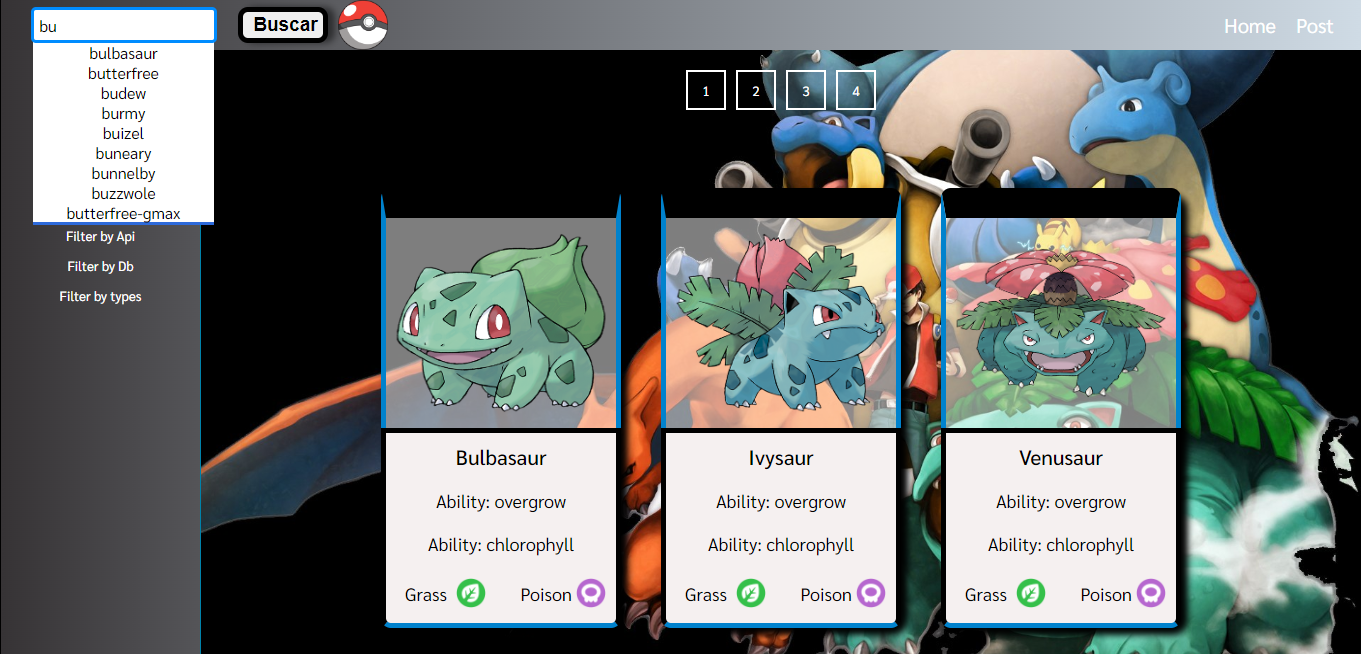 bu
Buscar
Home Post
bulbasaur
butterfree
budew
burmy
buizel
buneary
bunnelby
buzzwole
butterfree-gmax
Filter by Api
Filter by Db
Filter by types
1 2 3 4
Bulbasaur
Ability: overgrow
Ability: chlorophyll
Grass Poison
Ivysaur
Ability: overgrow
Ability: chlorophyll
Grass Poison
Venusaur
Ability: overgrow
Ability: chlorophyll
Grass Poison